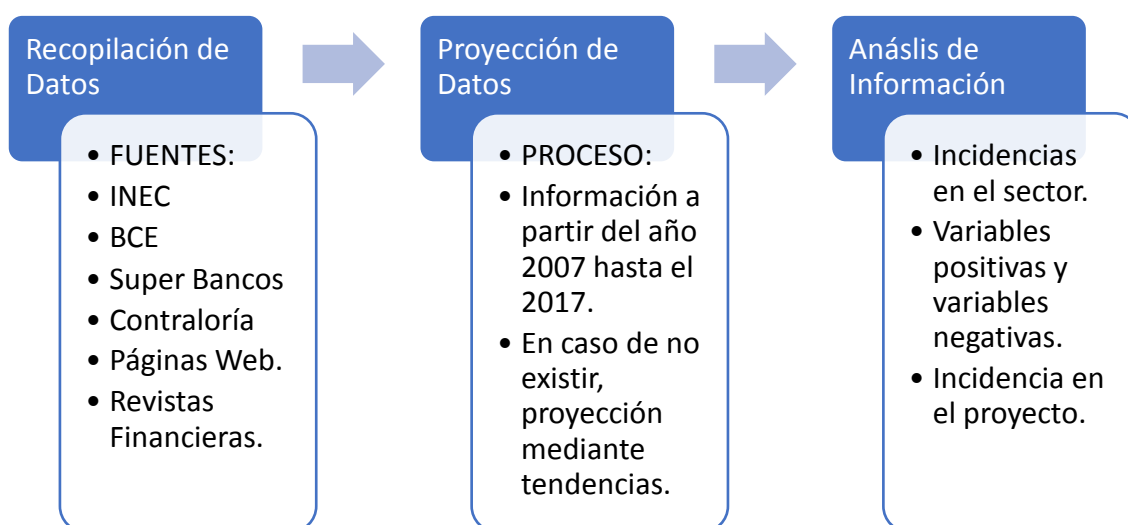 Recopilación de
Datos
• FUENTES:
• INEC
• BCE
• Super Bancos
• Contraloría
• Páginas Web.
• Revistas
Financieras.
Proyección de
Datos
• PROCESO:
• Información a
partir del año
2007 hasta el
2017.
• En caso de no
existir,
proyección
mediante
tendencias.
Anáslis de
Información
• Incidencias
en el sector.
• Variables
positivas y
variables
negativas.
• Incidencia en
el proyecto.